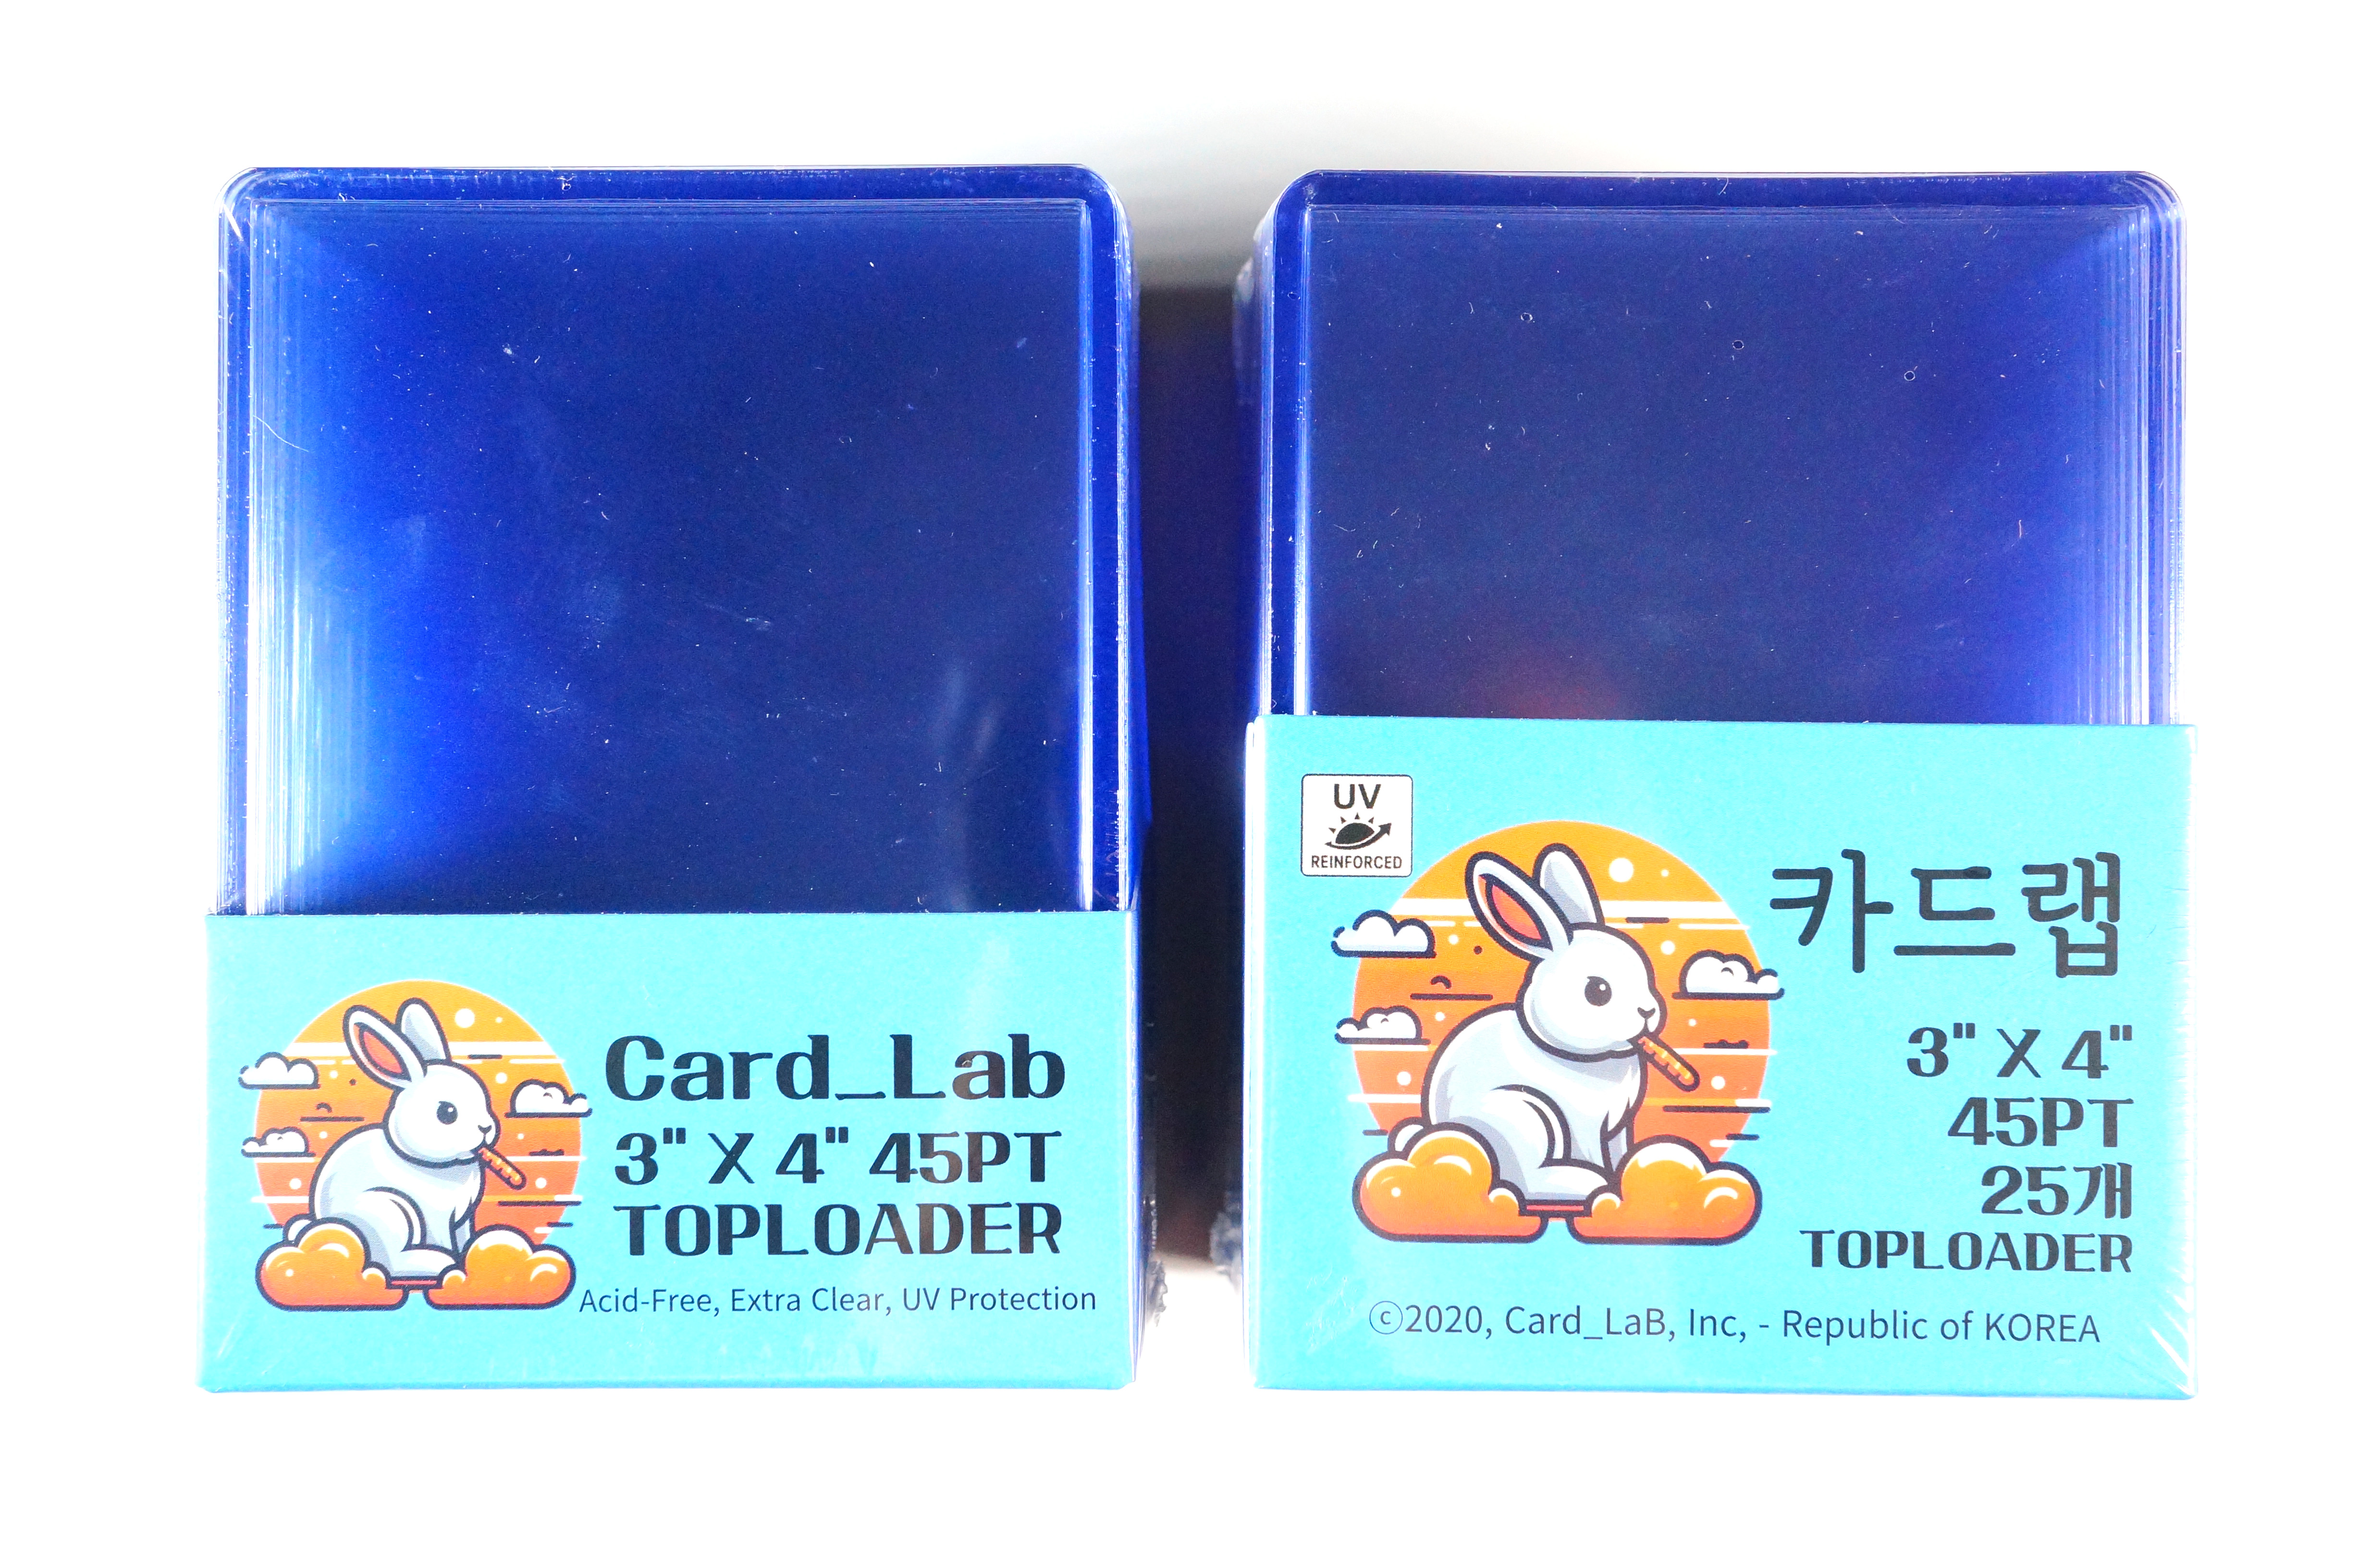 Card_Lab
3" X 4" 45PT
TOPLOADER
Acid-Free, Extra Clear, UV Protection
UV
REINFORCED
카드랩
3" X 4"
45PT
25개
TOPLOADER
ⓒ2020, Card_LaB, Inc, - Republic of KOREA